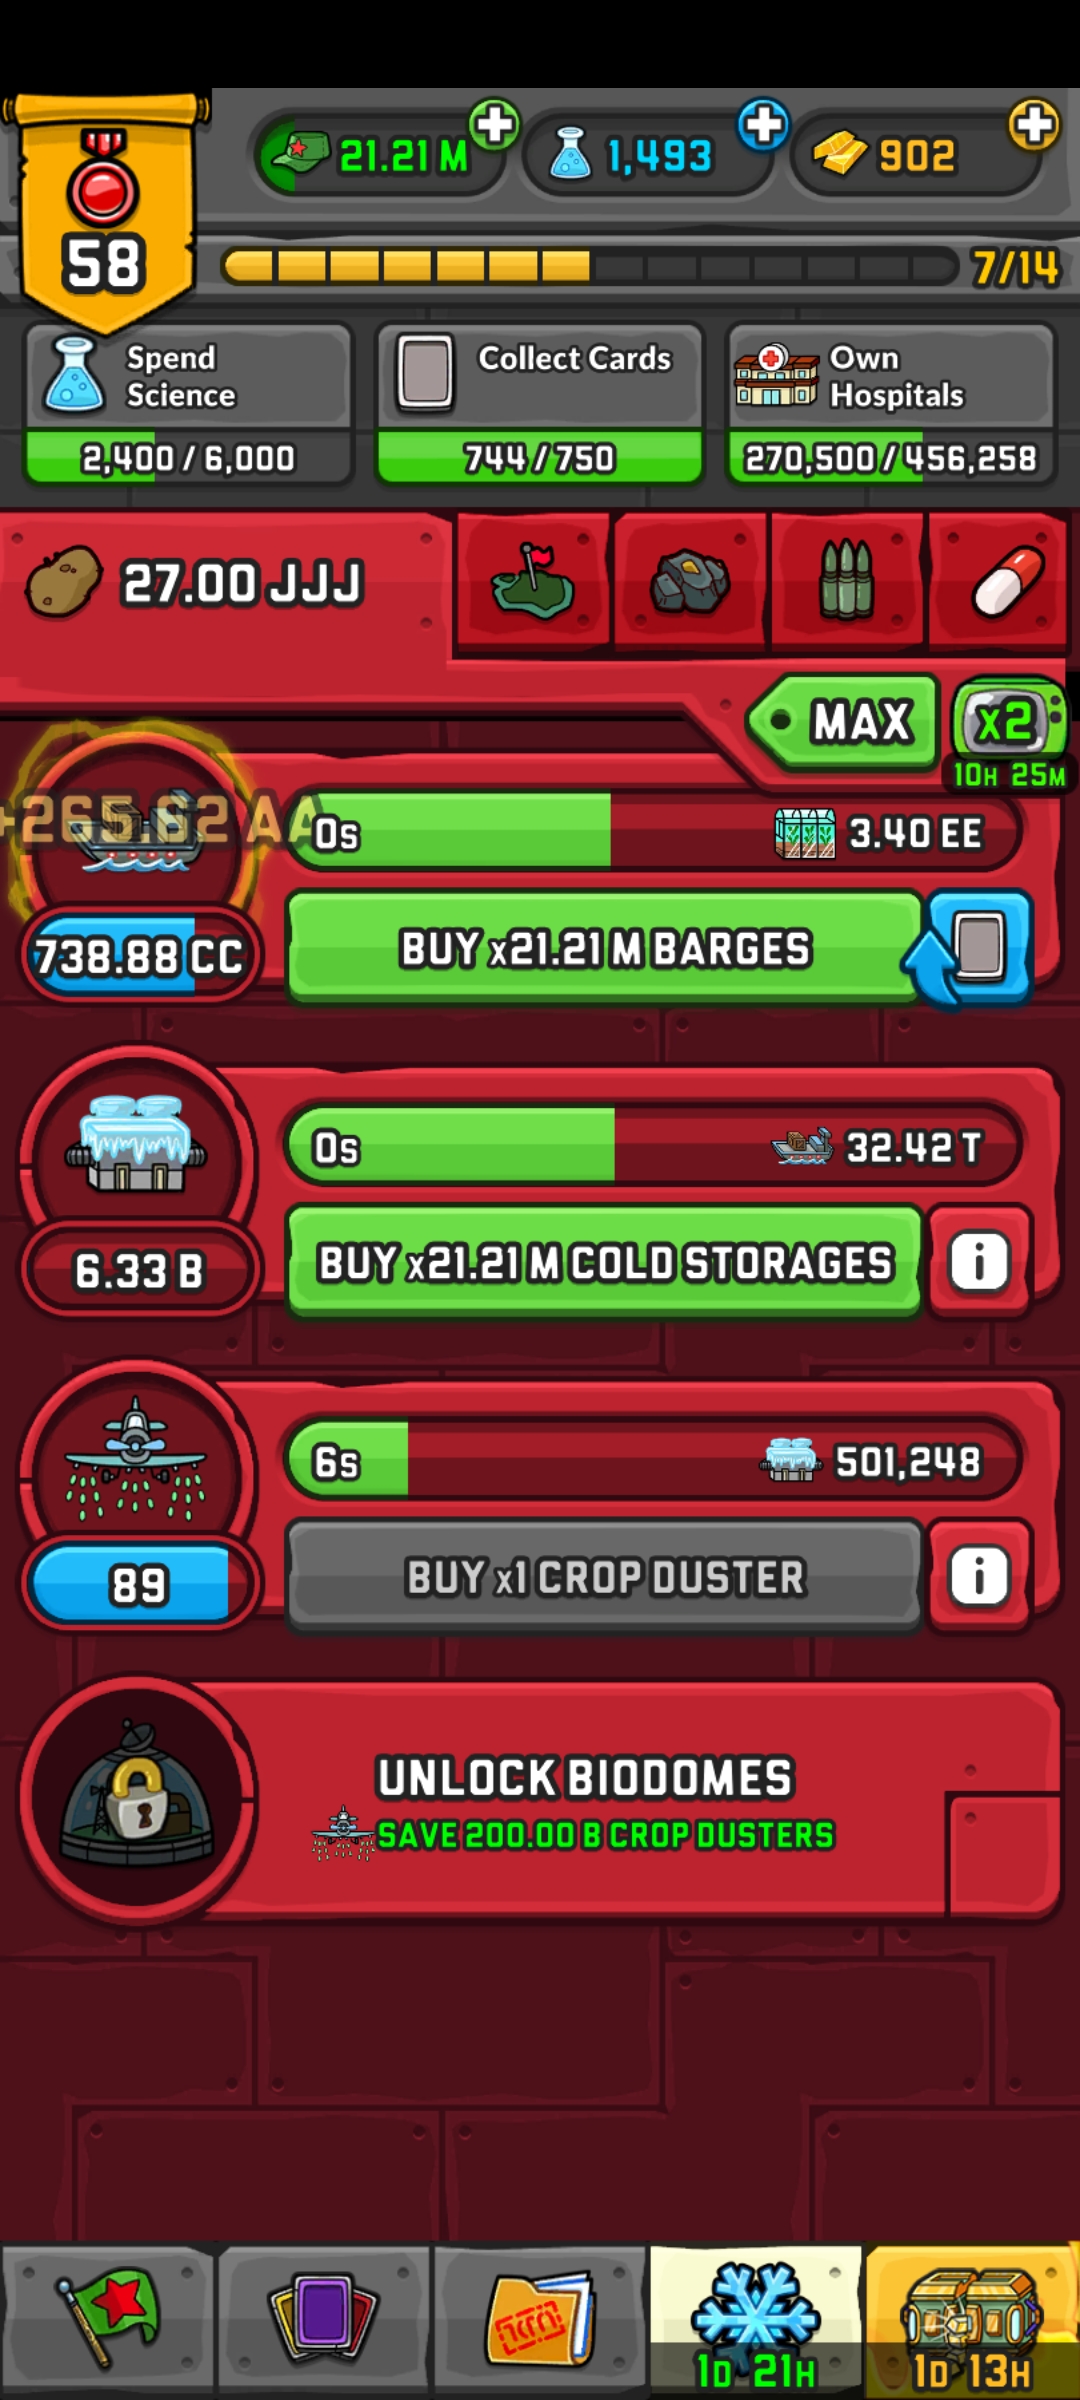 21.21 M
1,493
902
58
7/14
Spend
Science
2,400 / 6,000
Collect Cards
744 / 750
Own
Hospitals
270,500 / 456,258
27.00 JJJ
MAX
x2
10H 25M
+265.62 AA
0s
3.40 EE
738.88 CC
BUY x21.21 M BARGES
0s
32.42 T
6.33 B
BUY x21.21 M COLD STORAGES
i
6s
501,248
89
BUY x1 CROP DUSTER
i
UNLOCK BIODOMES
SAVE 200.00 B CROP DUSTERS
1D 21H
1D 13H